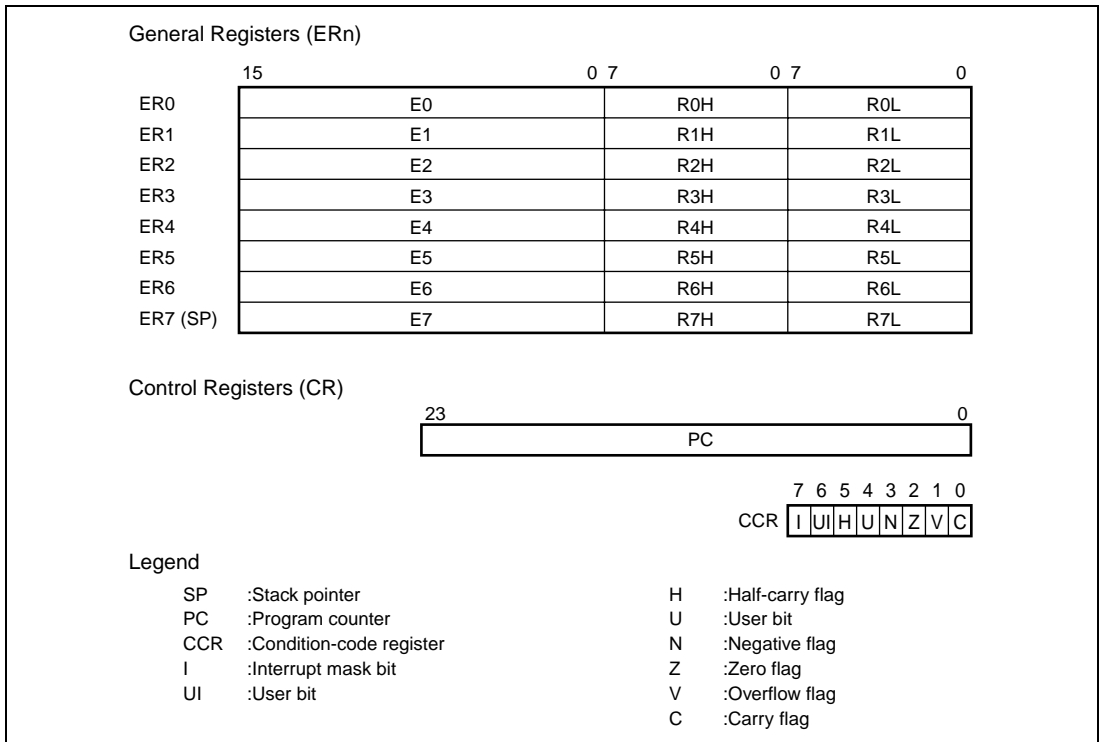 General Registers (ERn)
15 0 7 0 7 0
ER0 E0 R0H R0L
ER1 E1 R1H R1L
ER2 E2 R2H R2L
ER3 E3 R3H R3L
ER4 E4 R4H R4L
ER5 E5 R5H R5L
ER6 E6 R6H R6L
ER7 (SP) E7 R7H R7L
Control Registers (CR)
23 0
PC
7 6 5 4 3 2 1 0
CCR I UI H U N Z V C
Legend
SP :Stack pointer
PC :Program counter
CCR :Condition-code register
I :Interrupt mask bit
UI :User bit
H :Half-carry flag
U :User bit
N :Negative flag
Z :Zero flag
V :Overflow flag
C :Carry flag